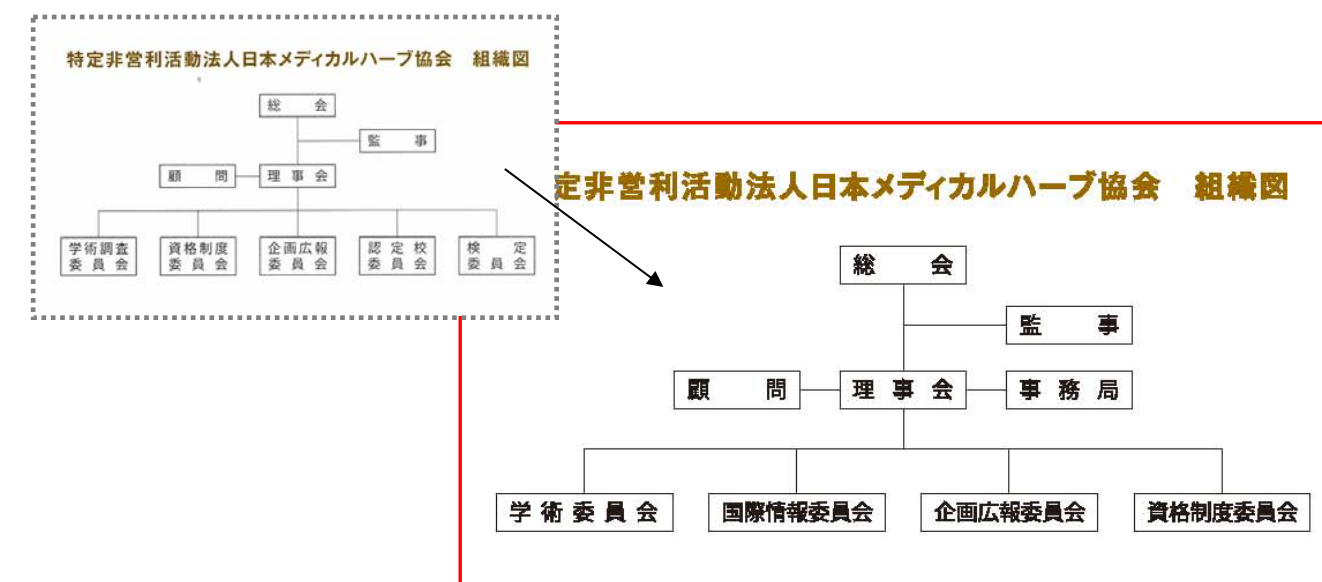 特定非営利活動法人日本メディカルハーブ協会　組織図
総　会
監　事
顧　問
理 事 会
学術調査
委 員 会
資格制度
委 員 会
企画広報
委 員 会
認 定 校
委 員 会
検　定
委 員 会
定非営利活動法人日本メディカルハーブ協会　組織図
総　会
監　事
顧　問
理 事 会
事 務 局
学 術 委 員 会
国際情報委員会
企画広報委員会
資格制度委員会